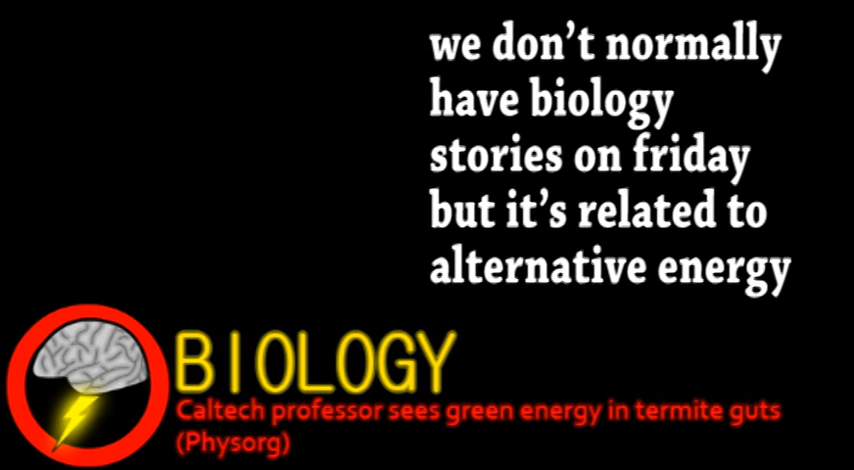 we don’t normally
have biology
stories on friday
but it’s related to
alternative energy
BIOLOGY
Caltech professor sees green energy in termite guts
(Physorg)